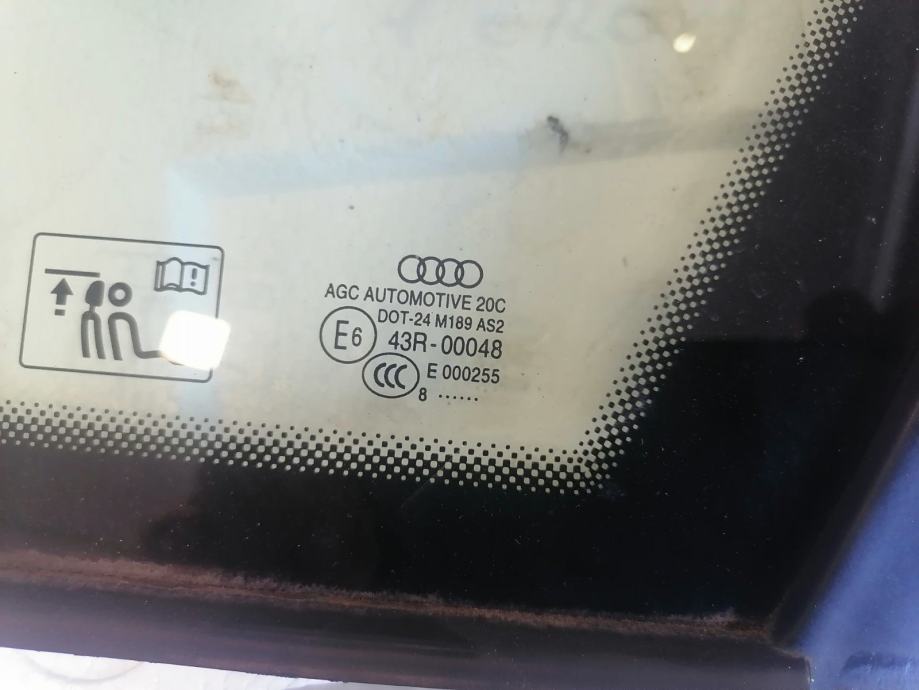 AGC AUTOMOTIVE 20C
DOT-24 M189 AS2
E6 43R-00048
CCC E 000255
8 ......